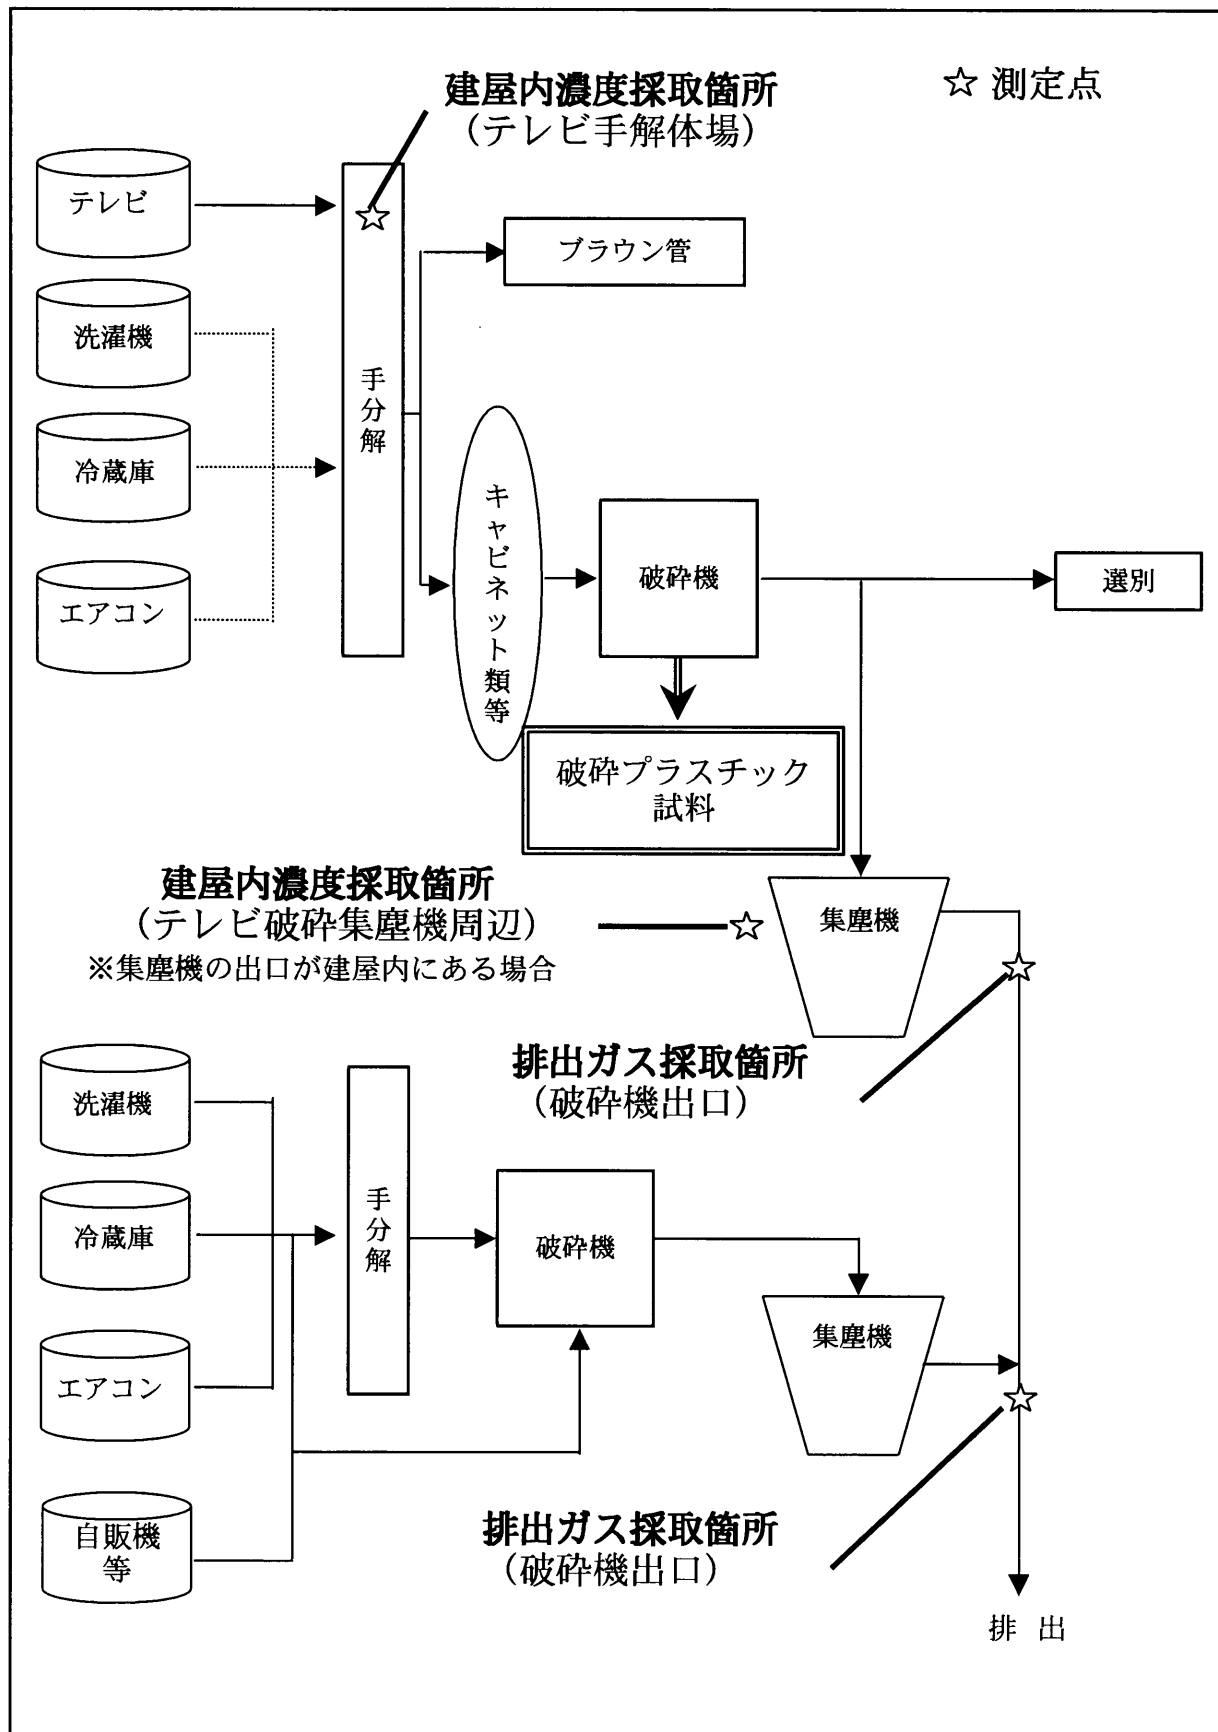 建屋内濃度採取箇所
（テレビ手解体場）
☆ 測定点
テレビ
ブラウン管
洗濯機
手分解
冷蔵庫
キャビネット類等
破砕機
選別
エアコン
破砕プラスチック
試料
建屋内濃度採取箇所
（テレビ破砕集塵機周辺）
※集塵機の出口が建屋内にある場合
集塵機
排出ガス採取箇所
（破砕機出口）
洗濯機
手分解
冷蔵庫
破砕機
集塵機
エアコン
自販機
等
排出ガス採取箇所
（破砕機出口）
排 出